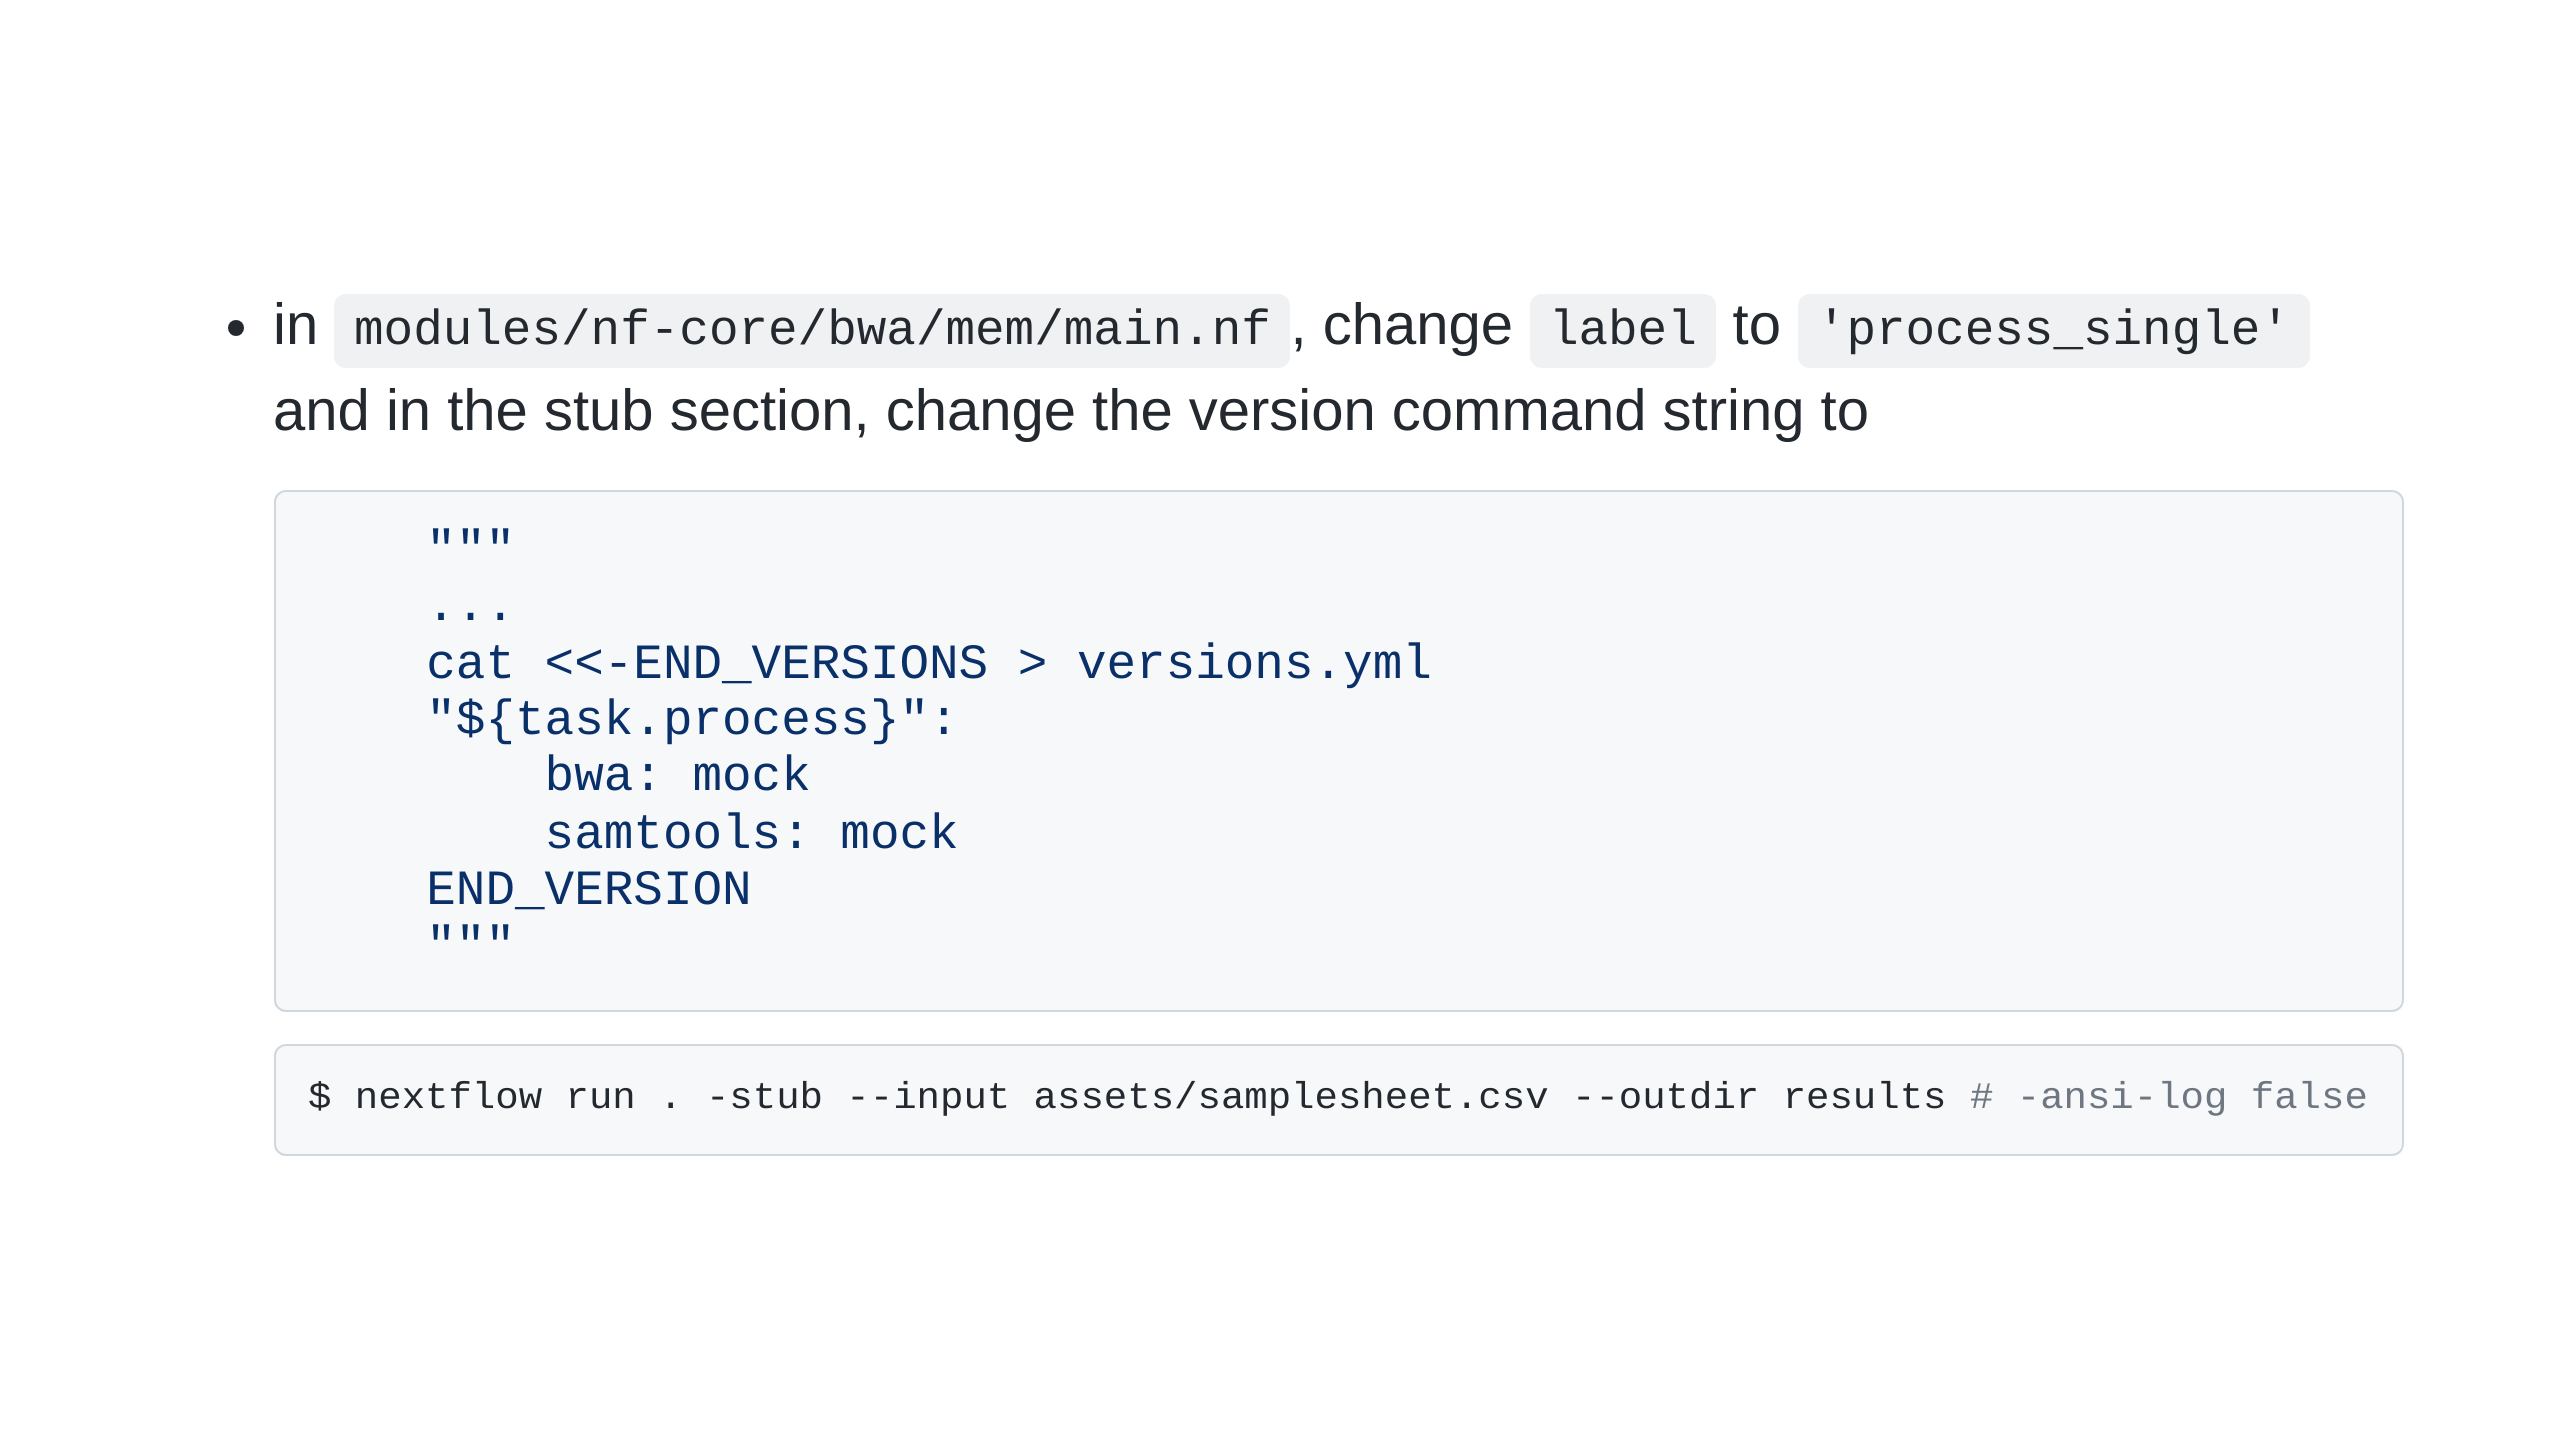 • in modules/nf-core/bwa/mem/main.nf, change label to 'process_single'
and in the stub section, change the version command string to
"""
...
cat <<-END_VERSIONS > versions.yml
"${task.process}":
    bwa: mock
    samtools: mock
END_VERSION
"""
$ nextflow run . -stub --input assets/samplesheet.csv --outdir results # -ansi-log false